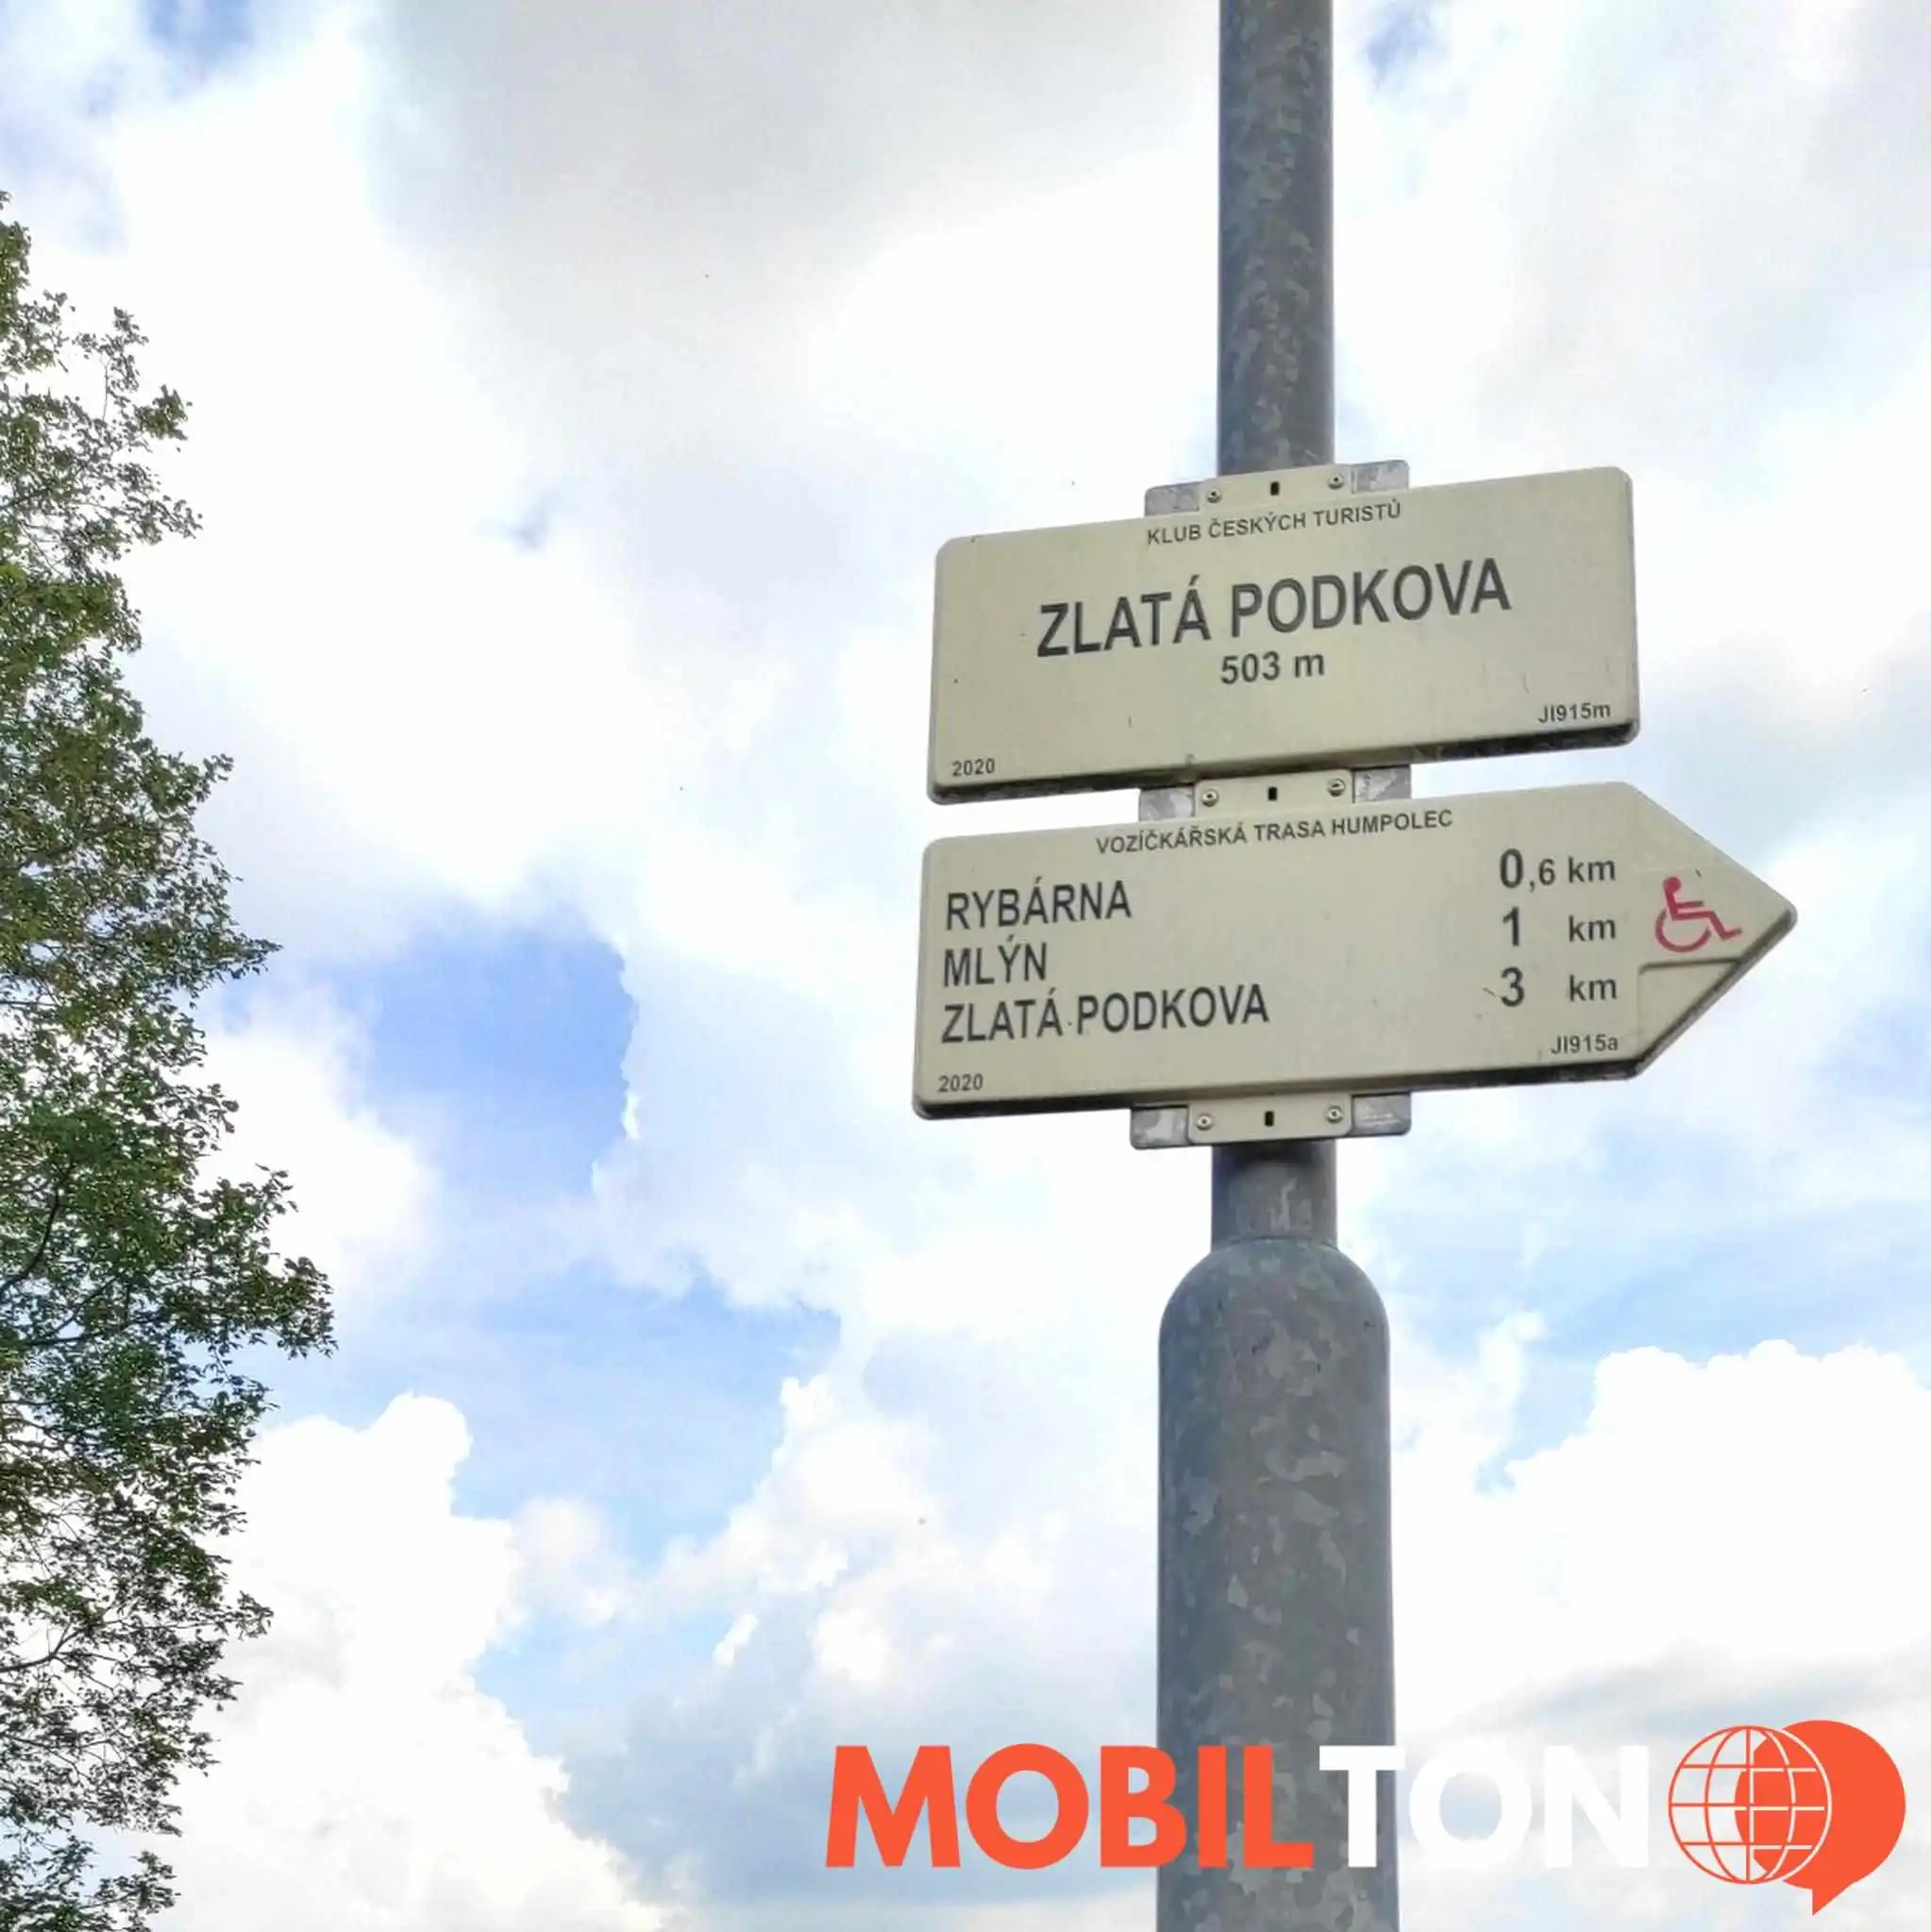 KLUB ČESKÝCH TURISTŮ
ZLATÁ PODKOVA
503 m
JI915m
2020
VOZÍČKÁŘSKÁ TRASA HUMPOLEC
RYBÁRNA 0,6 km
MLÝN 1 km
ZLATÁ PODKOVA 3 km
JI915a
2020
MOBILTON